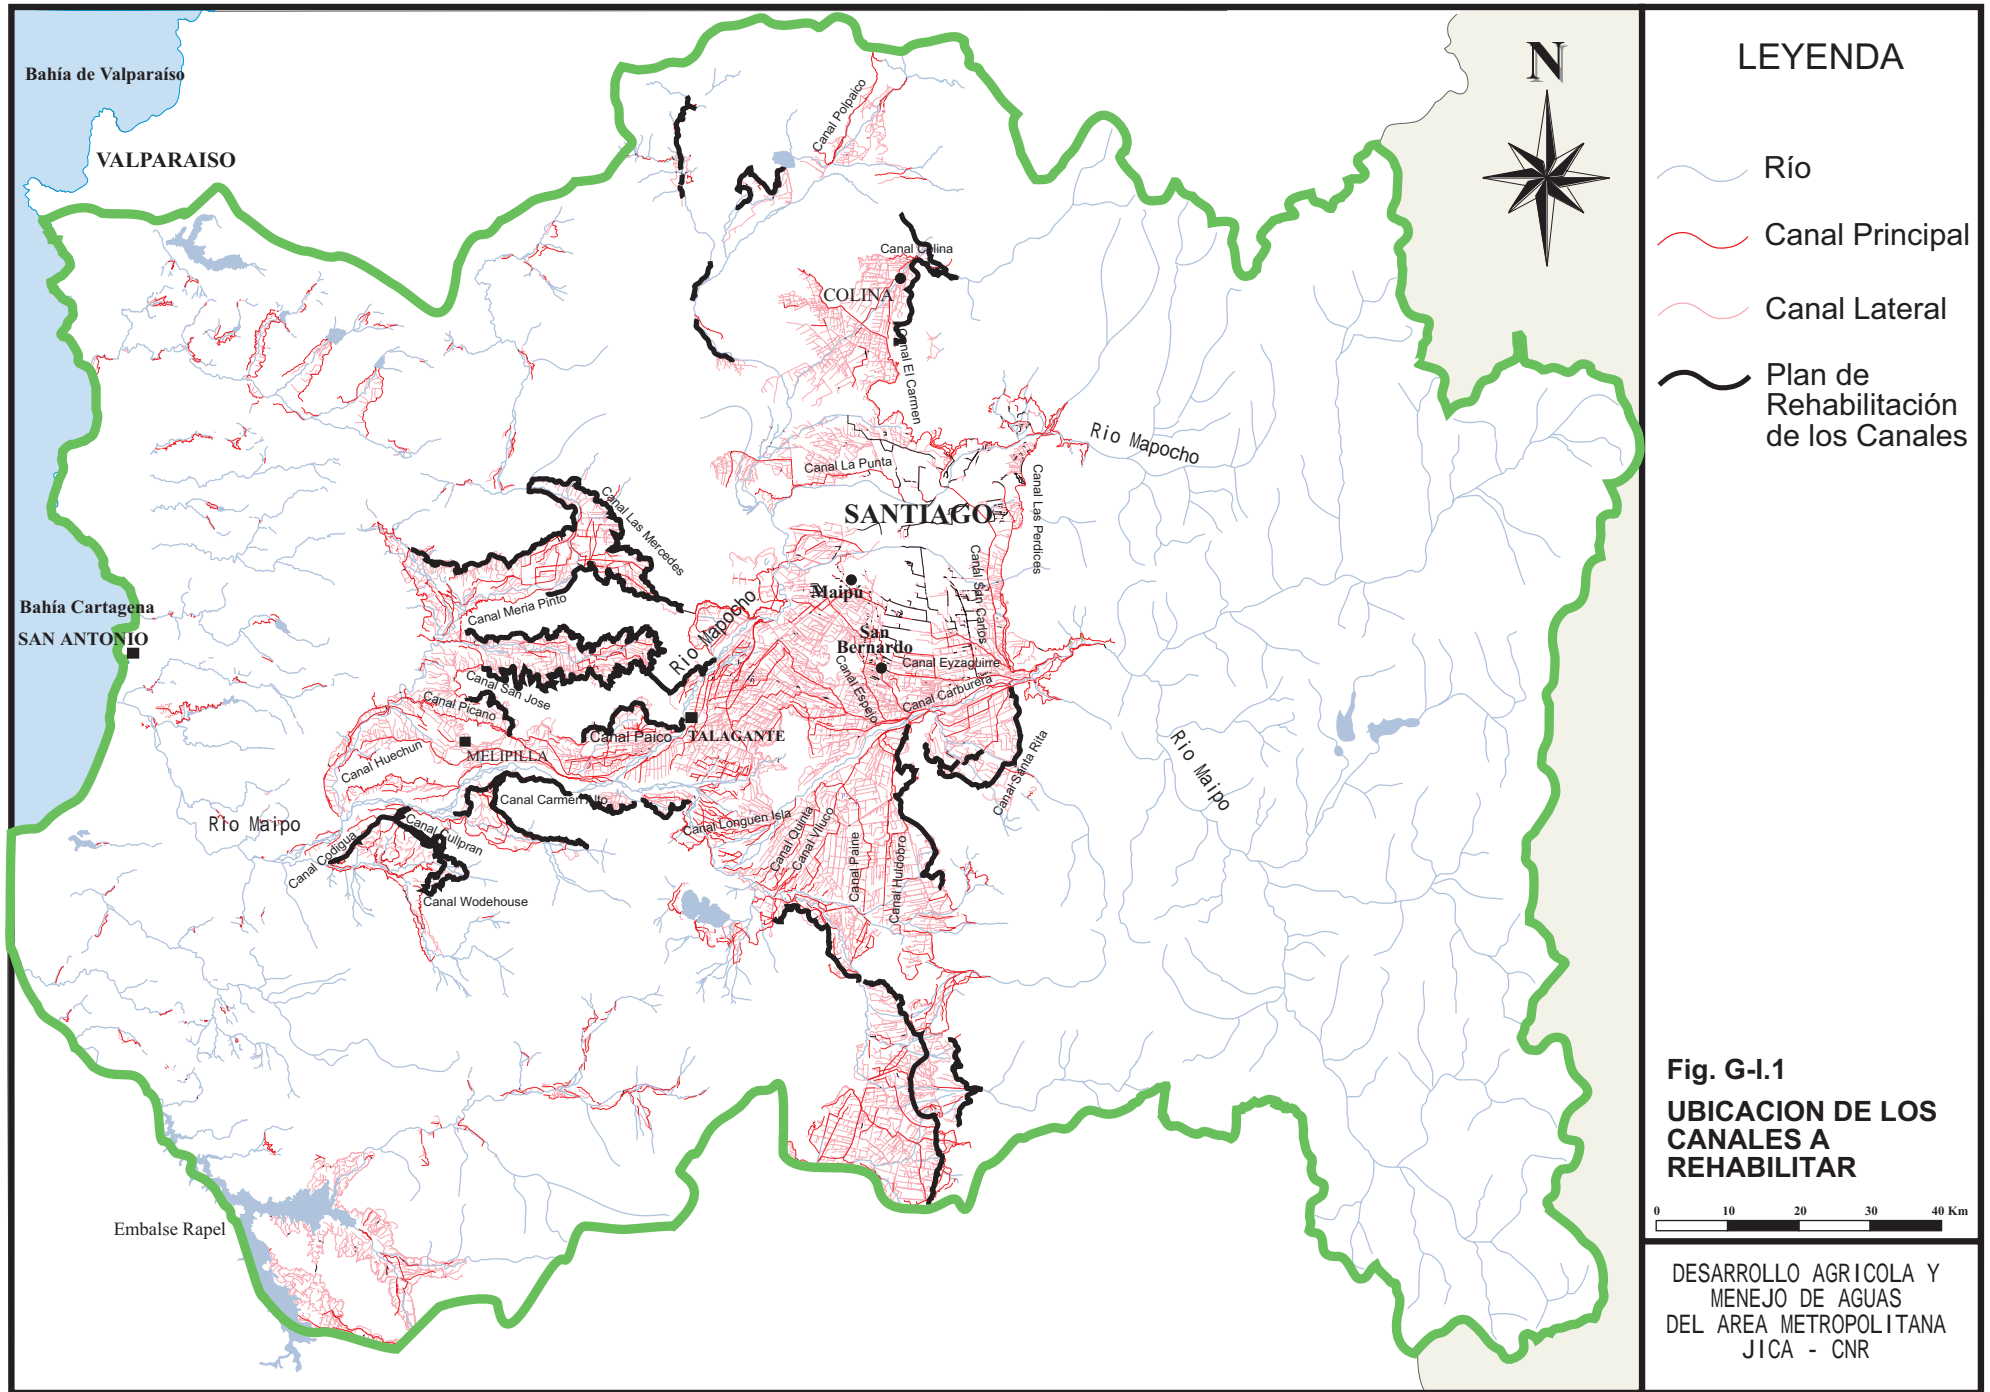 Bahía de Valparaíso
VALPARAISO
Canal Polpaico
Canal Colina
COLINA
Canal El Carmen
Rio Mapocho
Canal La Punta
SANTIAGO
Canal Las Perdices
Canal Las Mercedes
Canal San Carlos
Maipú
Canal Meria Pinto
Bahía Cartagena
SAN ANTONIO
San
Bernardo
Rio Mapocho
Canal Eyzaguirre
Canal Espejo
Canal Carburera
Canal San Jose
Canal Picano
Canal Paico
TALAGANTE
Canal Huechun
MELIPILLA
Canal Santa Rita
Rio Maipo
Canal Carmen Alto
Canal Longuen Isla
Canal Quinta
Canal Viluco
Canal Paine
Canal Huidobro
Rio Maipo
Canal Codigua
Canal Culipran
Canal Wodehouse
Embalse Rapel
N
LEYENDA
Río
Canal Principal
Canal Lateral
Plan de
Rehabilitación
de los Canales
Fig. G-I.1
UBICACION DE LOS
CANALES A
REHABILITAR
0 10 20 30 40 Km
DESARROLLO AGRICOLA Y
MENEJO DE AGUAS
DEL AREA METROPOLITANA
JICA - CNR